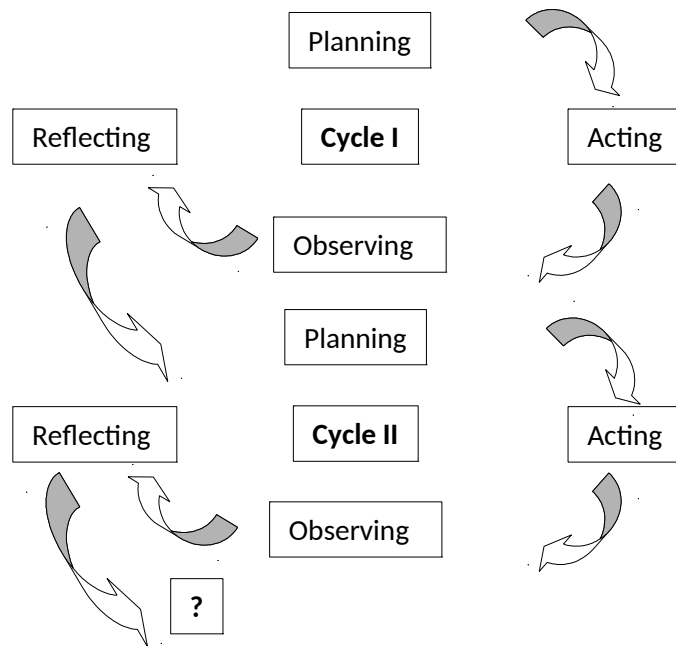 Planning
Reflecting
Cycle I
Acting
Observing
Planning
Reflecting
Cycle II
Acting
Observing
?